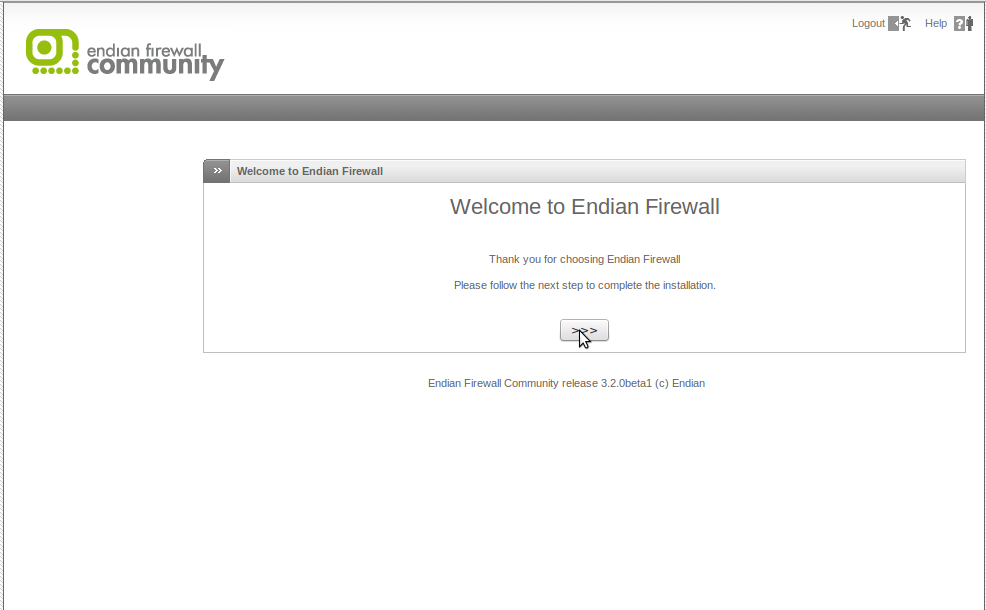 Logout
Help
endian firewall
community
» Welcome to Endian Firewall
Welcome to Endian Firewall
Thank you for choosing Endian Firewall
Please follow the next step to complete the installation.
>>>
Endian Firewall Community release 3.2.0beta1 (c) Endian